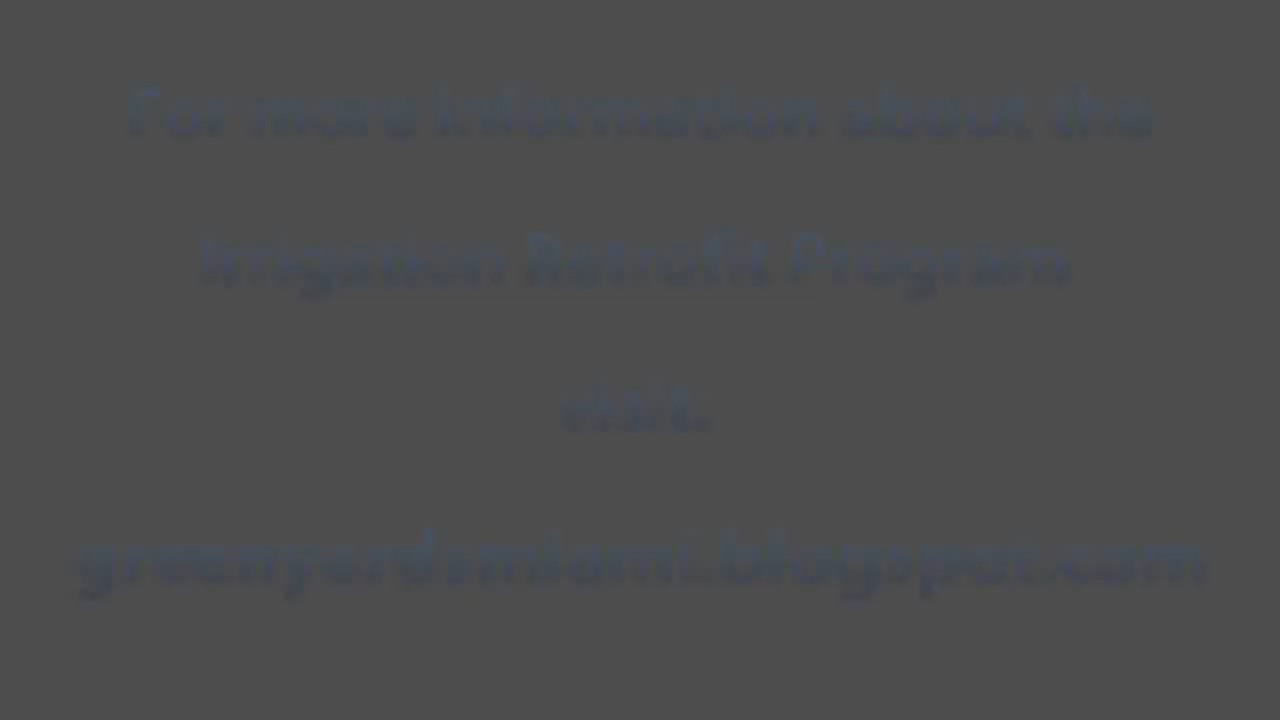 For more information about the
Irrigation Retrofit Program
visit:
greenyardsmiami.blogspot.com